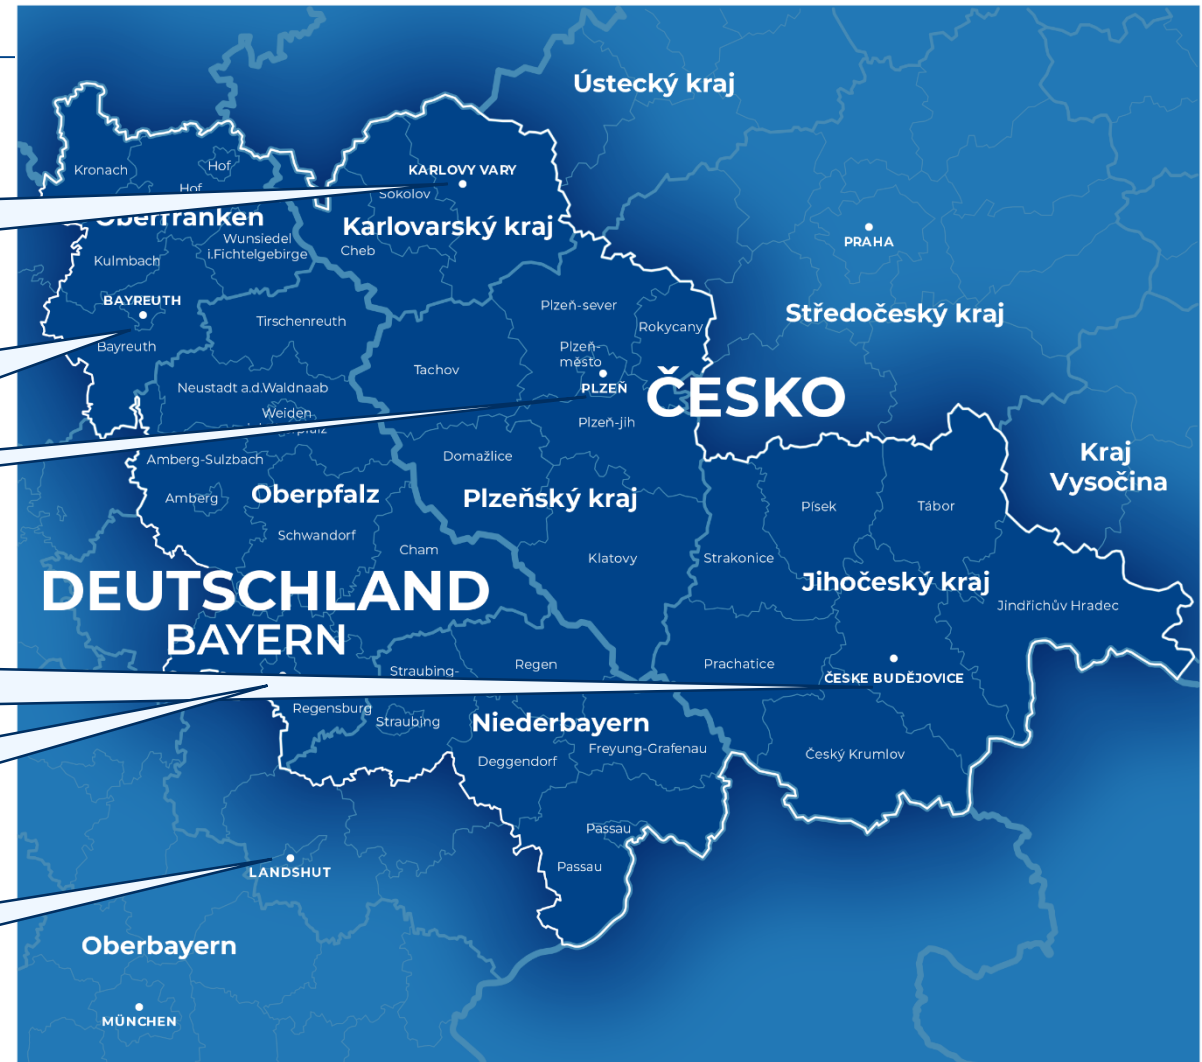 Ústecký kraj
Kronach
Hof
Hof
KARLOVY VARY
Sokolov
Oberfranken
Karlovarský kraj
Wunsiedel
i.Fichtelgebirge
Cheb
Kulmbach
PRAHA
BAYREUTH
Plzeň-sever
Středočeský kraj
Tirschenreuth
Rokycany
Bayreuth
Plzeň-
město
Tachov
Neustadt a.d.Waldnaab
PLZEŇ
ČESKO
Weiden
Plzeň-jih
Amberg-Sulzbach
Domažlice
Kraj
Vysočina
Amberg
Oberpfalz
Plzeňský kraj
Písek
Tábor
Schwandorf
Cham
Klatovy
Strakonice
DEUTSCHLAND
Jihočeský kraj
Jindřichův Hradec
BAYERN
Straubing-
Regen
Prachatice
ČESKE BUDĚJOVICE
Regensburg
Straubing
Niederbayern
Freyung-Grafenau
Deggendorf
Český Krumlov
Passau
Passau
LANDSHUT
Oberbayern
MÜNCHEN